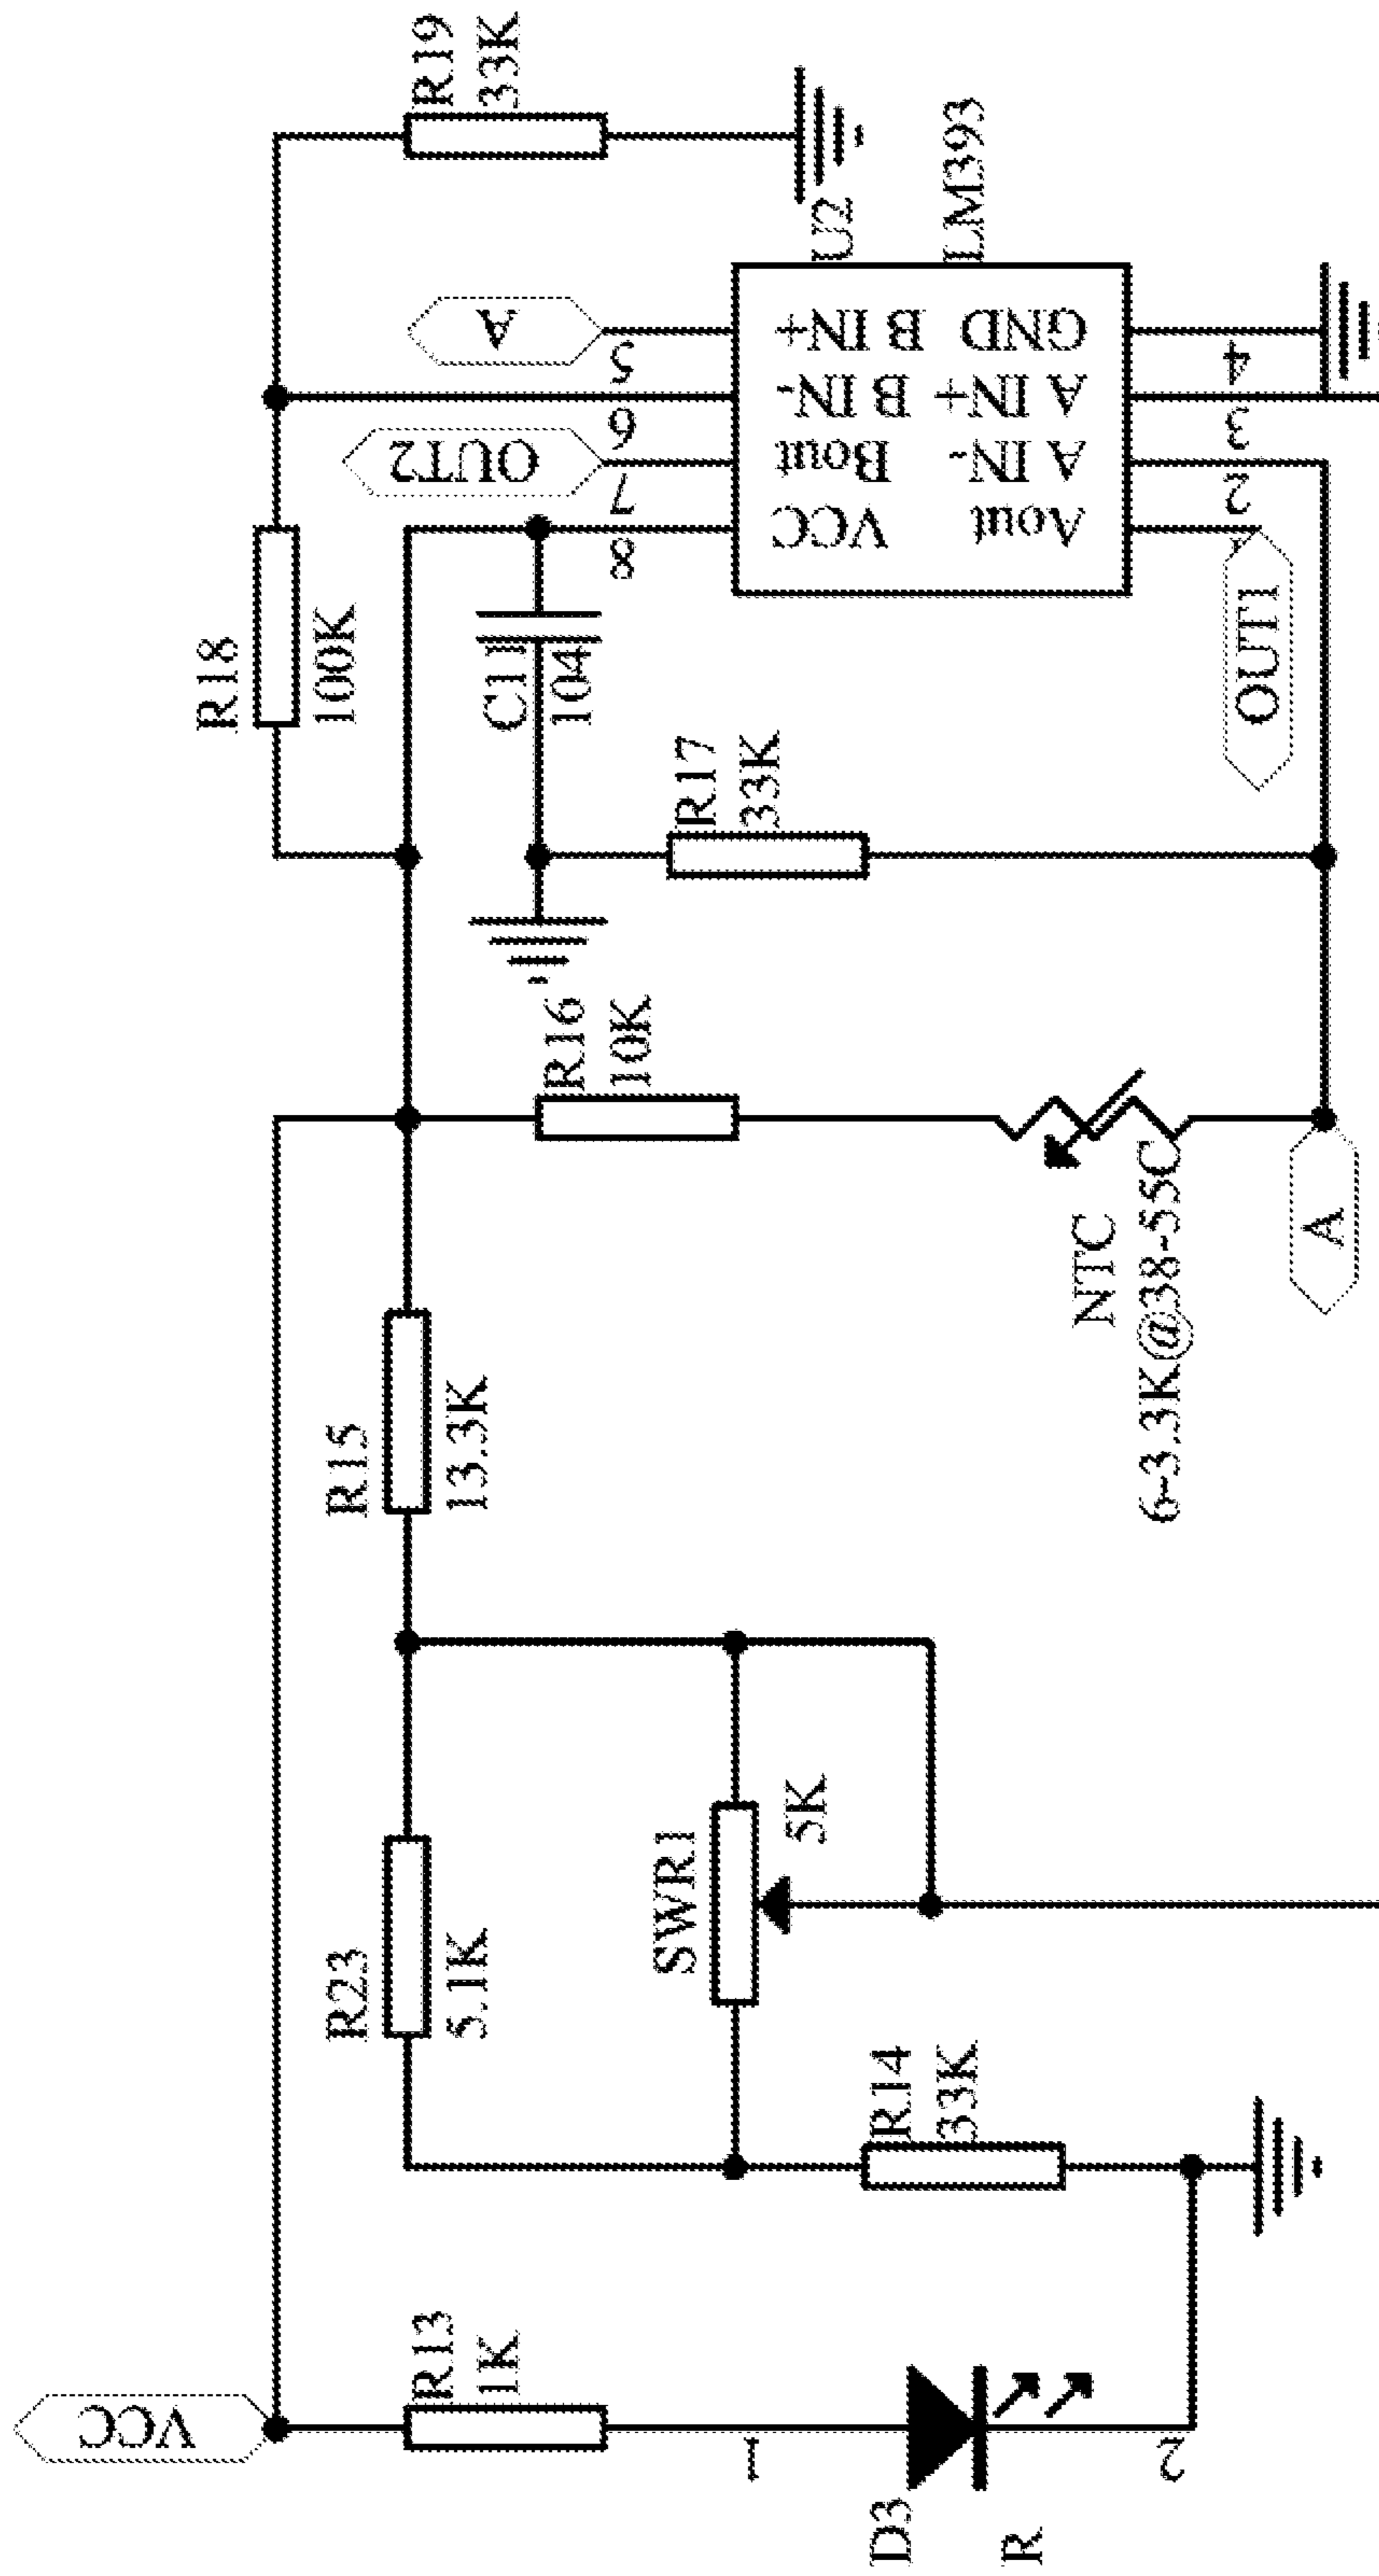 VCC
R13
1K
1
D3
R
2
R23
5.1K
SWR1
5K
R14
33K
R15
13.3K
R16
10K
NTC
6-3.3K@38-55C
A
R17
33K
C11
104
R18
100K
R19
33K
OUT2
A
8
7
6
5
VCC
Bout
B IN-
B IN+
Aout
A IN-
A IN+
GND
U2
LM393
2
3
4
OUT1